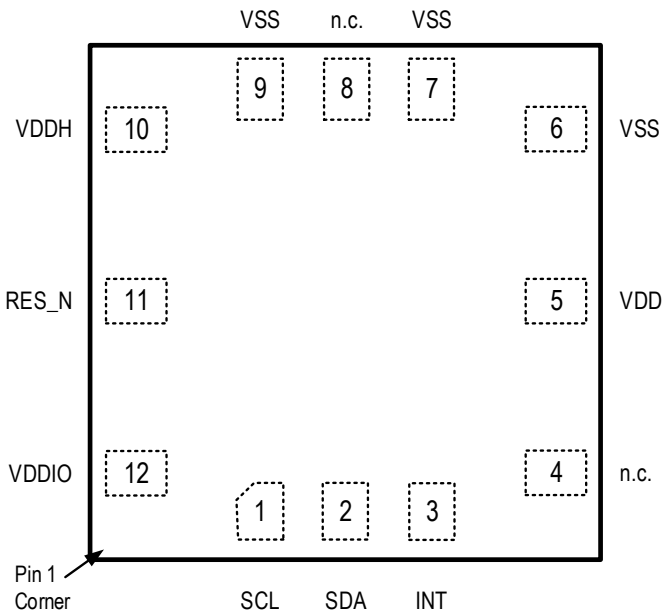 VSS n.c. VSS
9 8 7
VDDH 10 6 VSS
RES_N 11 5 VDD
VDDIO 12 4 n.c.
1 2 3
Pin 1
Corner
SCL SDA INT